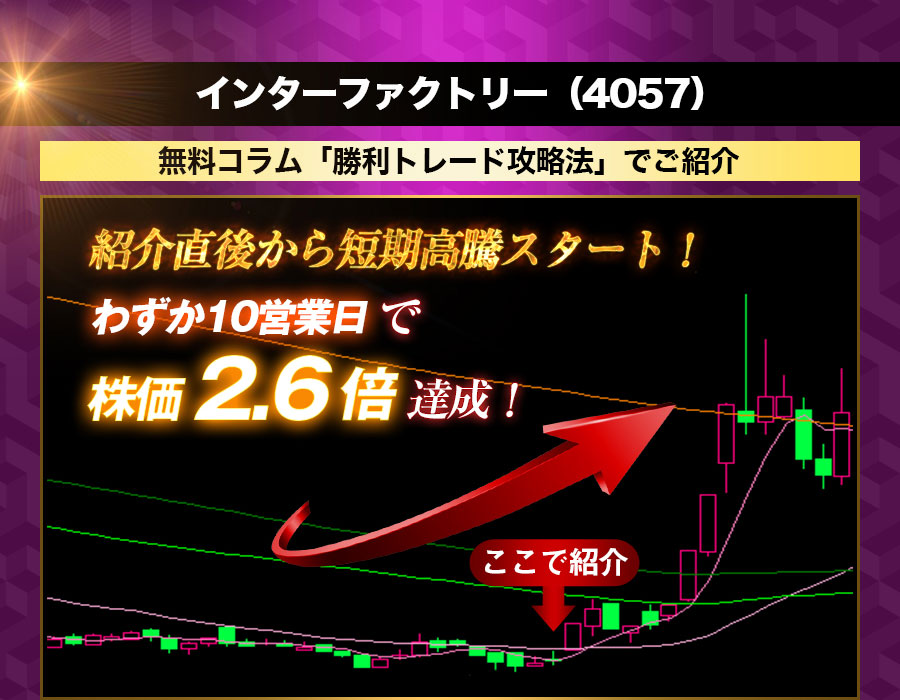 インターファクトリー（4057）
無料コラム「勝利トレード攻略法」でご紹介
紹介直後から短期高騰スタート！
わずか10営業日で
株価2.6倍達成！
ここで紹介